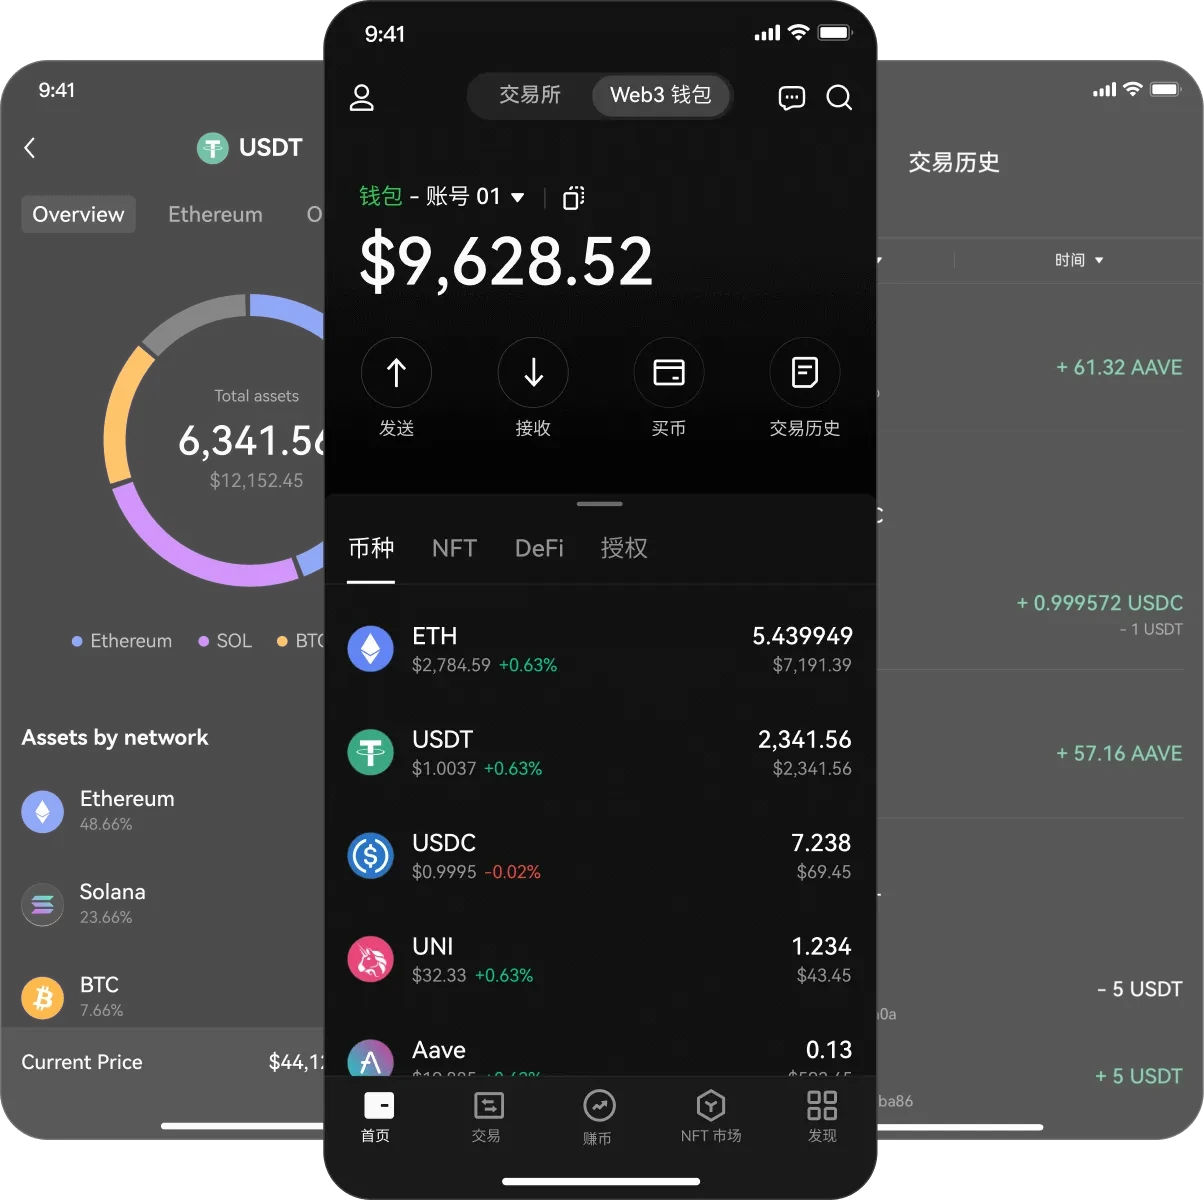 9:41
USDT
Overview
Ethereum
O
Total assets
6,341.56
$12,152.45
Ethereum
SOL
BTC
Assets by network
Ethereum
48.66%
Solana
23.66%
BTC
7.66%
Current Price
$44,12
9:41
交易所
Web3 钱包
钱包 - 账号 01
$9,628.52
发送
接收
买币
交易历史
币种
NFT
DeFi
授权
ETH
5.439949
$2,784.59 +0.63%
$7,191.39
USDT
2,341.56
$1.0037 +0.63%
$2,341.56
USDC
7.238
$0.9995 -0.02%
$69.45
UNI
1.234
$32.33 +0.63%
$43.45
Aave
0.13
首页
交易
赚币
NFT 市场
发现
交易历史
时间
+ 61.32 AAVE
+ 0.999572 USDC
- 1 USDT
+ 57.16 AAVE
- 5 USDT
+ 5 USDT
ba86